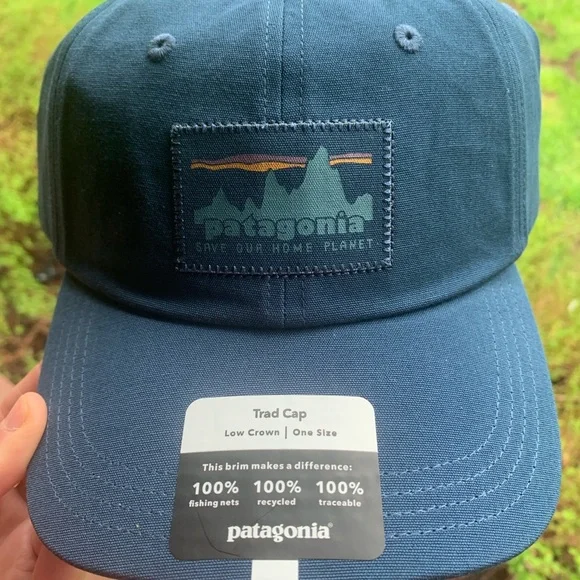 patagonia
SAVE OUR HOME PLANET
Trad Cap
Low Crown | One Size
This brim makes a difference:
100% 100% 100%
fishing nets recycled traceable
patagonia®